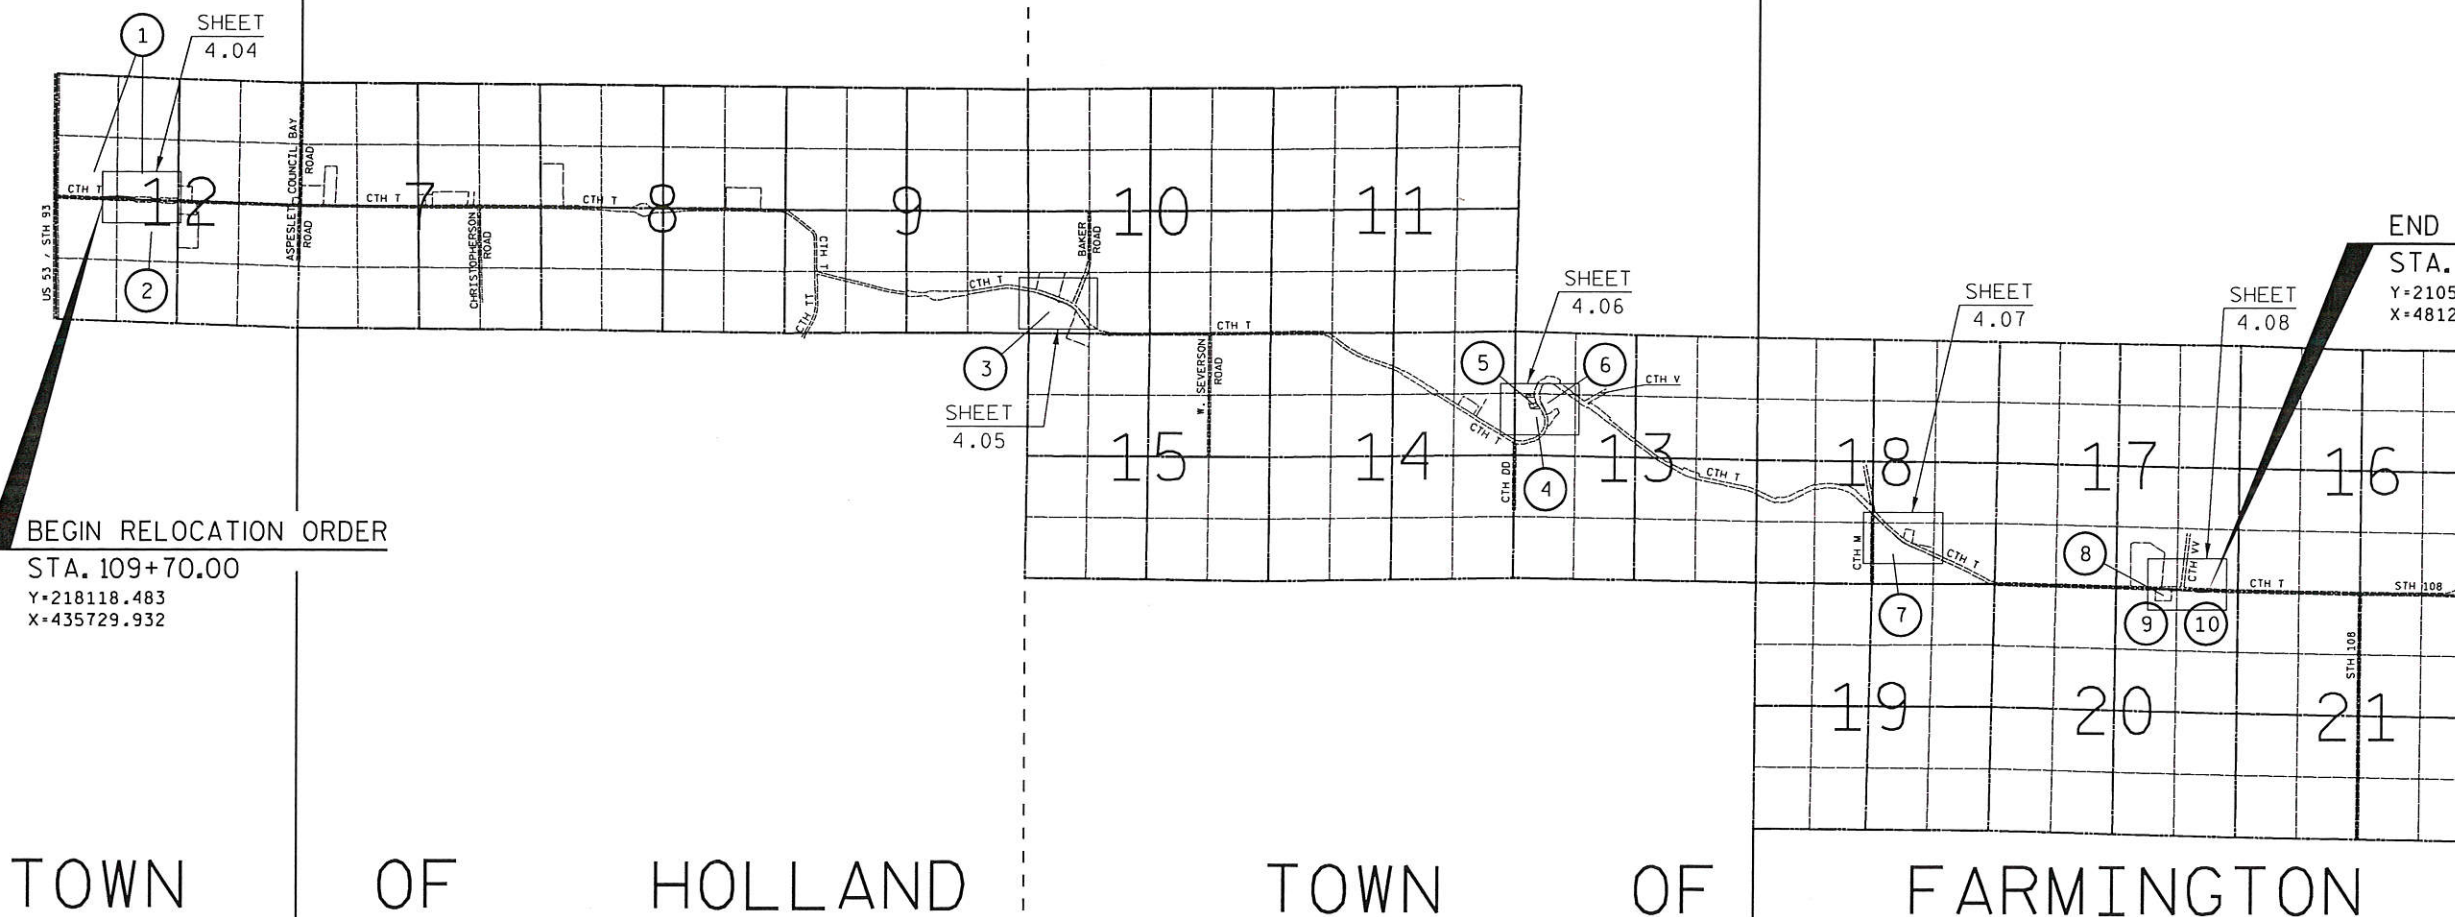 1
SHEET
4.04
CTH T
12
2
US 53 / STH 93
ASPESLET
ROAD
COUNCIL BAY
ROAD
CTH T
7
CHRISTOPHERSON
ROAD
CTH T
8
CTH T
CTH TT
9
CTH T
BAKER
ROAD
10
11
3
SHEET
4.05
CTH T
W. SEVERSON
ROAD
15
14
CTH T
CTH DD
SHEET
4.06
5
6
CTH V
4
13
CTH T
18
SHEET
4.07
CTH M
CTH T
7
17
SHEET
4.08
8
9
10
CTH VV
CTH T
16
STH 108
STH 108
19
20
21
END
STA.
Y=2105
X=4812
BEGIN RELOCATION ORDER
STA. 109+70.00
Y=218118.483
X=435729.932
TOWN OF HOLLAND
TOWN OF FARMINGTON